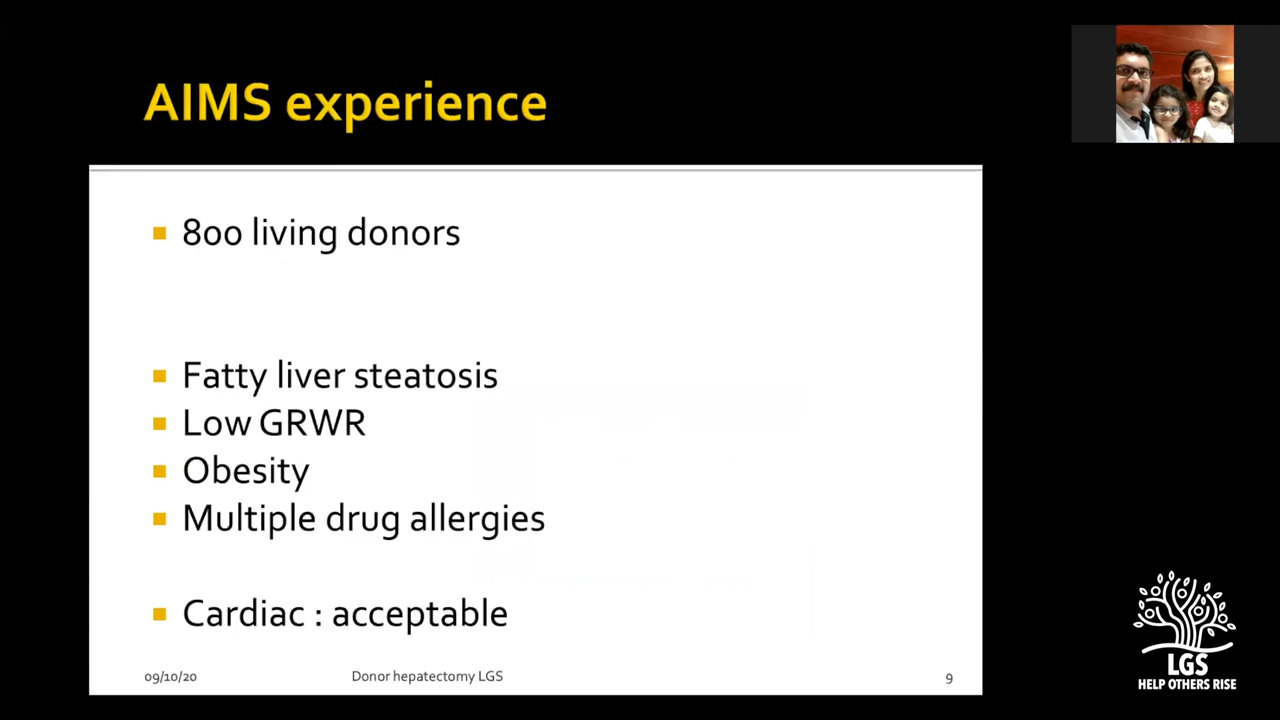 AIMS experience
800 living donors
Fatty liver steatosis
Low GRWR
Obesity
Multiple drug allergies
Cardiac : acceptable
09/10/20 Donor hepatectomy LGS 9
LGS
HELP OTHERS RISE